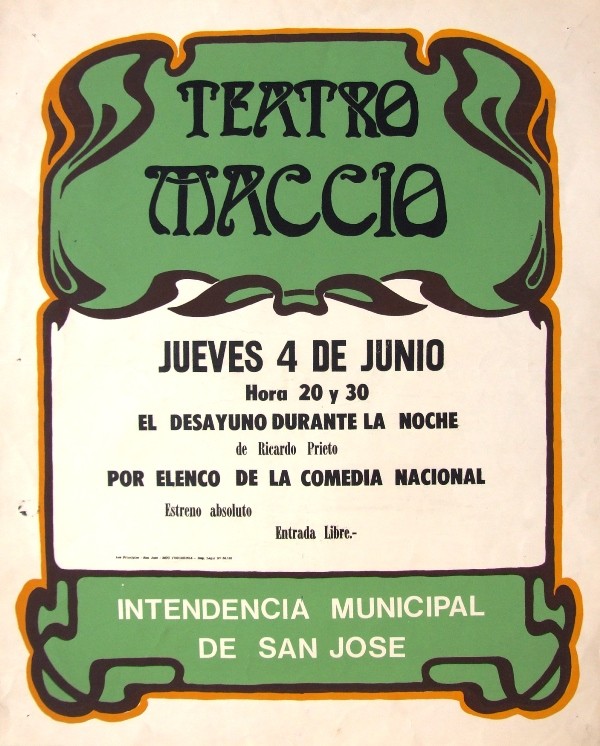 TEATRO
MACCIO
JUEVES 4 DE JUNIO
Hora 20 y 30
EL DESAYUNO DURANTE LA NOCHE
de Ricardo Prieto
POR ELENCO DE LA COMEDIA NACIONAL
Estreno absoluto
Entrada Libre.-
INTENDENCIA MUNICIPAL
DE SAN JOSE